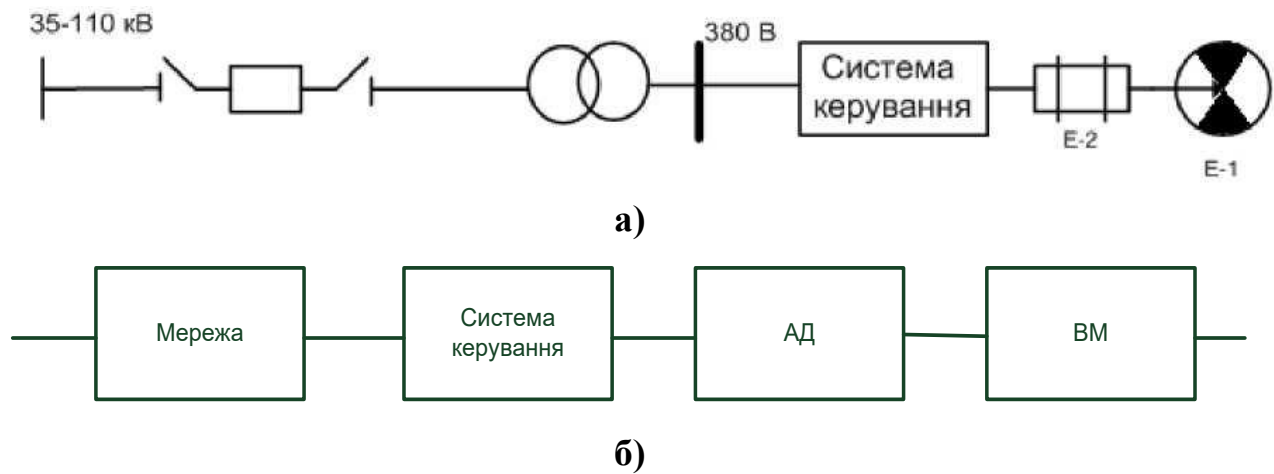 35-110 кВ
380 В
Система
керування
Е-2
Е-1
а)
Мережа
Система
керування
АД
ВМ
б)